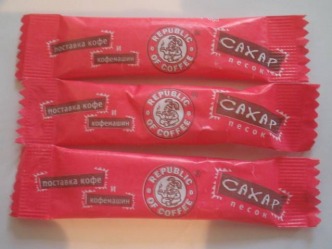 поставка кофе
и
кофемашин
REPUBLIC
OF COFFEE
САХАР
песок
поставка кофе
и
кофемашин
REPUBLIC
OF COFFEE
САХАР
песок
поставка кофе
и
кофемашин
REPUBLIC
OF COFFEE
САХАР
песок